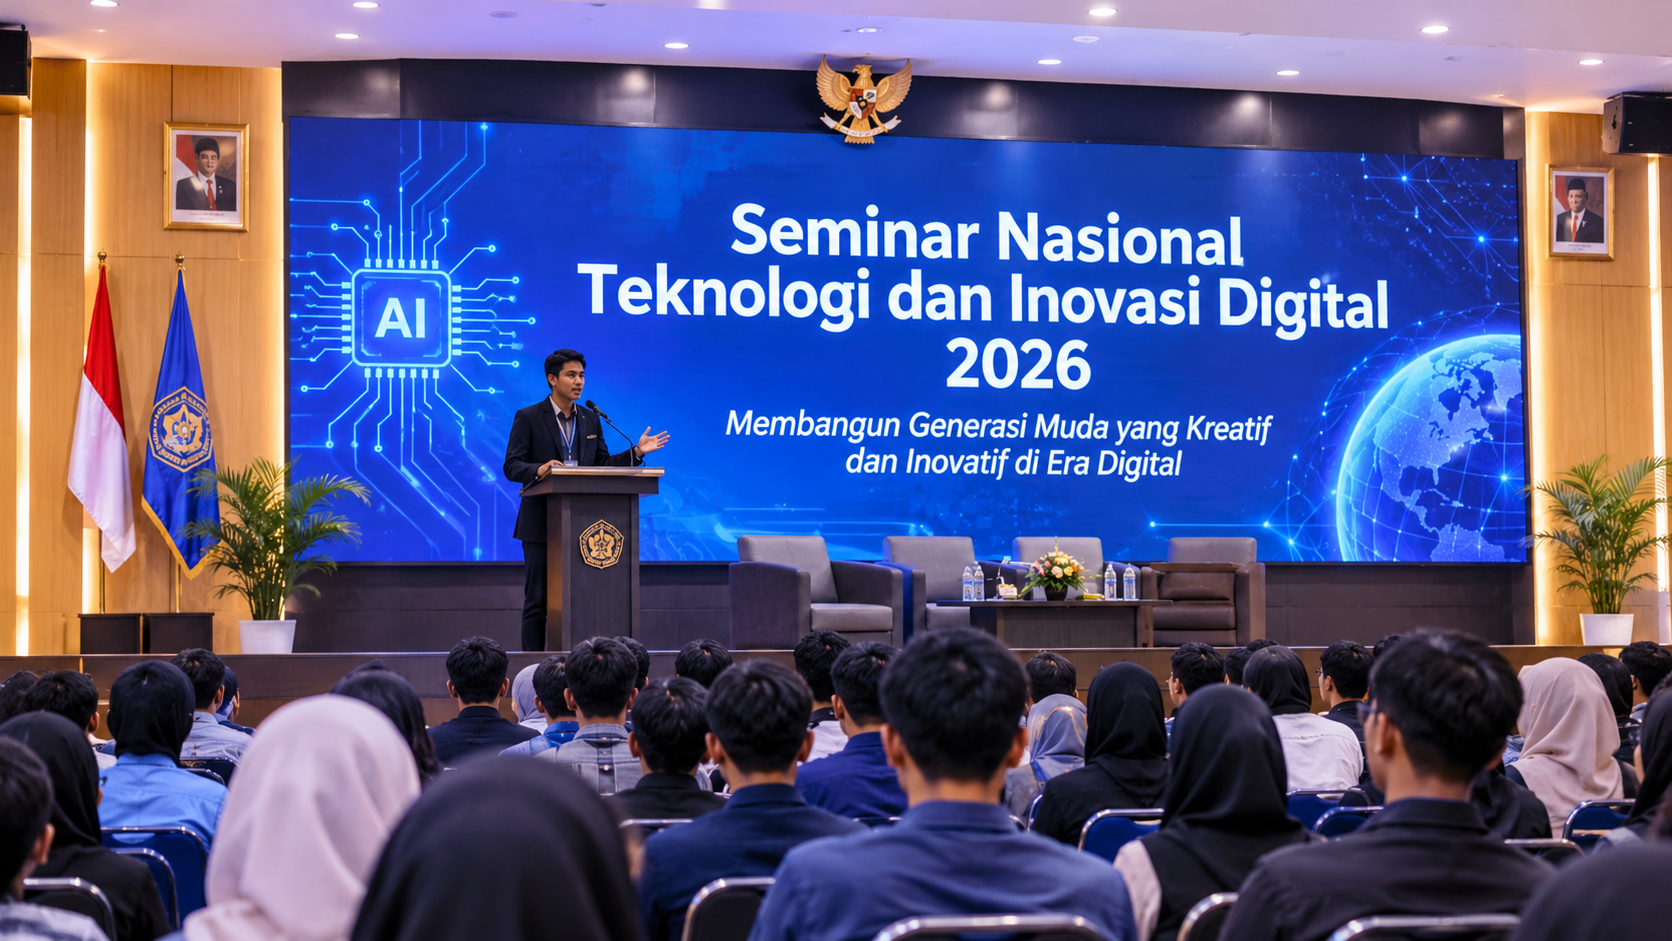 Seminar Nasional
Teknologi dan Inovasi Digital
2026
Membangun Generasi Muda yang Kreatif
dan Inovatif di Era Digital
AI